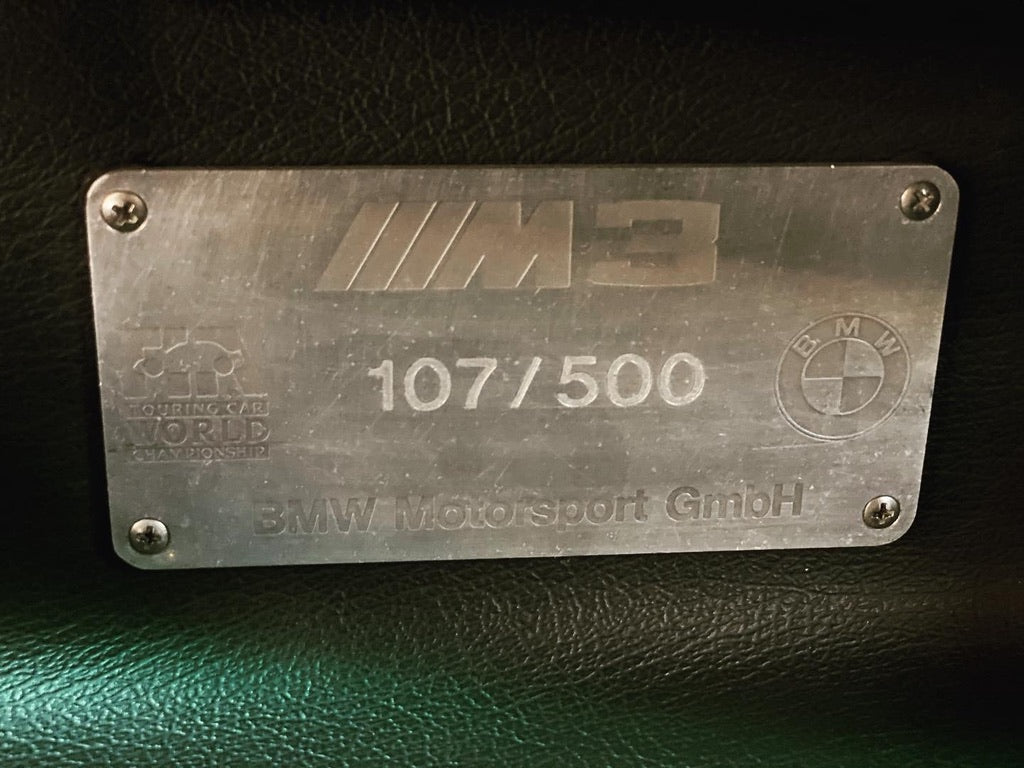 M3
107/500
BMW
TOURING CAR
WORLD
CHAMPIONSHIP
BMW Motorsport GmbH